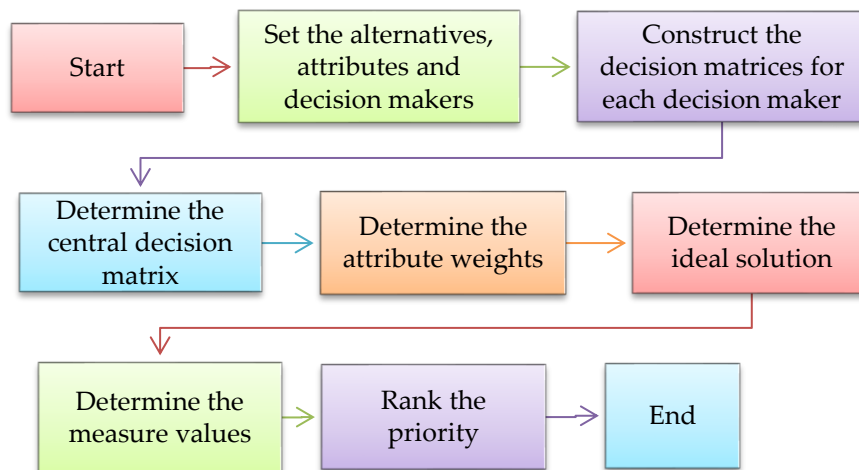 Start
Set the alternatives,
attributes and
decision makers
Construct the
decision matrices for
each decision maker
Determine the
central decision
matrix
Determine the
attribute weights
Determine the
ideal solution
Determine the
measure values
Rank the
priority
End